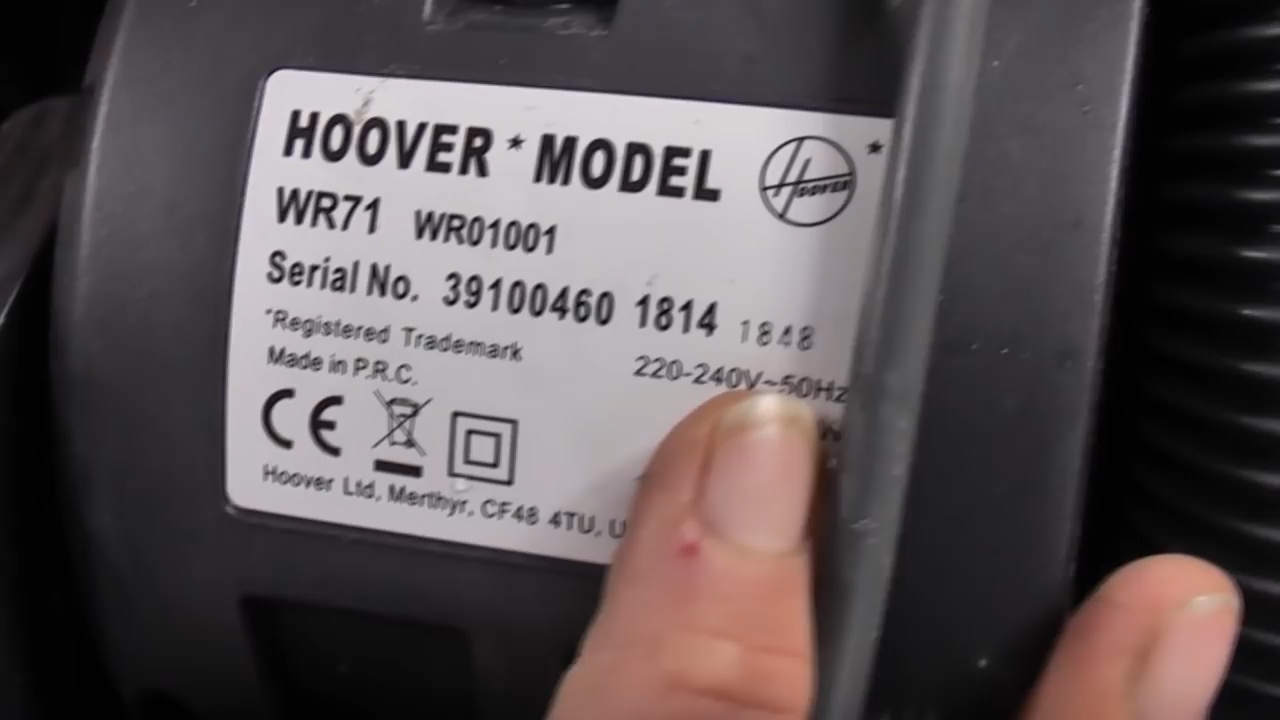 HOOVER * MODEL HOOVER *
WR71 WR01001
Serial No. 39100460 1814 1848
*Registered Trademark
Made in P.R.C. 220-240V~50Hz
CE
Hoover Ltd, Merthyr, CF48 4TU,